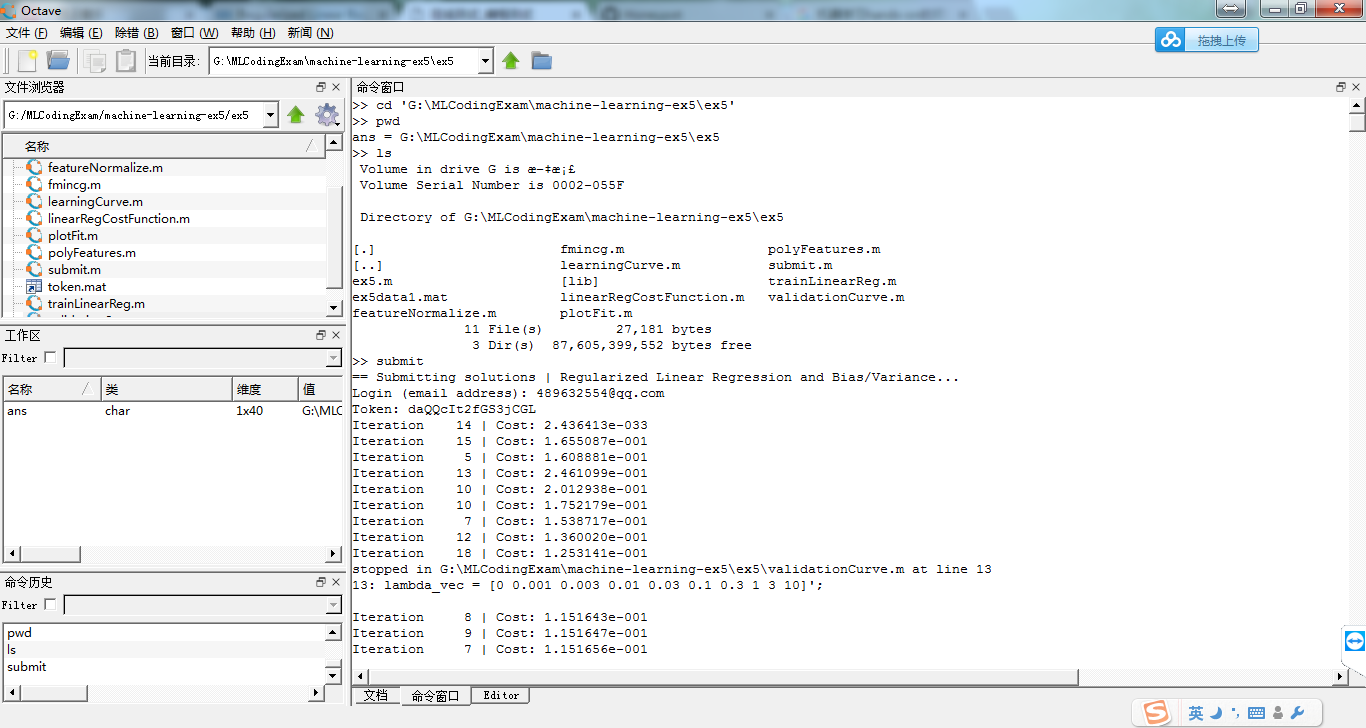 Octave
文件 (F) 编辑 (E) 除错 (B) 窗口 (W) 帮助 (H) 新闻 (N)
拖拽上传
当前目录: G:\MLCodingExam\machine-learning-ex5\ex5
文件浏览器
G:/MLCodingExam/machine-learning-ex5/ex5
名称
featureNormalize.m
fmincg.m
learningCurve.m
linearRegCostFunction.m
plotFit.m
polyFeatures.m
submit.m
token.mat
trainLinearReg.m
工作区
Filter
名称 类 维度 值
ans char 1x40 G:\MLC
命令历史
Filter
pwd
ls
submit
命令窗口
>> cd 'G:\MLCodingExam\machine-learning-ex5\ex5'
>> pwd
ans = G:\MLCodingExam\machine-learning-ex5\ex5
>> ls
Volume in drive G is æ–‡æ¡£
Volume Serial Number is 0002-055F
Directory of G:\MLCodingExam\machine-learning-ex5\ex5
[.] fmincg.m polyFeatures.m
[..] learningCurve.m submit.m
ex5.m [lib] trainLinearReg.m
ex5data1.mat linearRegCostFunction.m validationCurve.m
featureNormalize.m plotFit.m
11 File(s) 27,181 bytes
3 Dir(s) 87,605,399,552 bytes free
>> submit
== Submitting solutions | Regularized Linear Regression and Bias/Variance...
Login (email address): 489632554@qq.com
Token: daQQcIt2fGS3jCGL
Iteration 14 | Cost: 2.436413e-033
Iteration 15 | Cost: 1.655087e-001
Iteration 5 | Cost: 1.608881e-001
Iteration 13 | Cost: 2.461099e-001
Iteration 10 | Cost: 2.012938e-001
Iteration 10 | Cost: 1.752179e-001
Iteration 7 | Cost: 1.538717e-001
Iteration 12 | Cost: 1.360020e-001
Iteration 18 | Cost: 1.253141e-001
stopped in G:\MLCodingExam\machine-learning-ex5\ex5\validationCurve.m at line 13
13: lambda_vec = [0 0.001 0.003 0.01 0.03 0.1 0.3 1 3 10]';
Iteration 8 | Cost: 1.151643e-001
Iteration 9 | Cost: 1.151647e-001
Iteration 7 | Cost: 1.151656e-001
文档 命令窗口 Editor
英